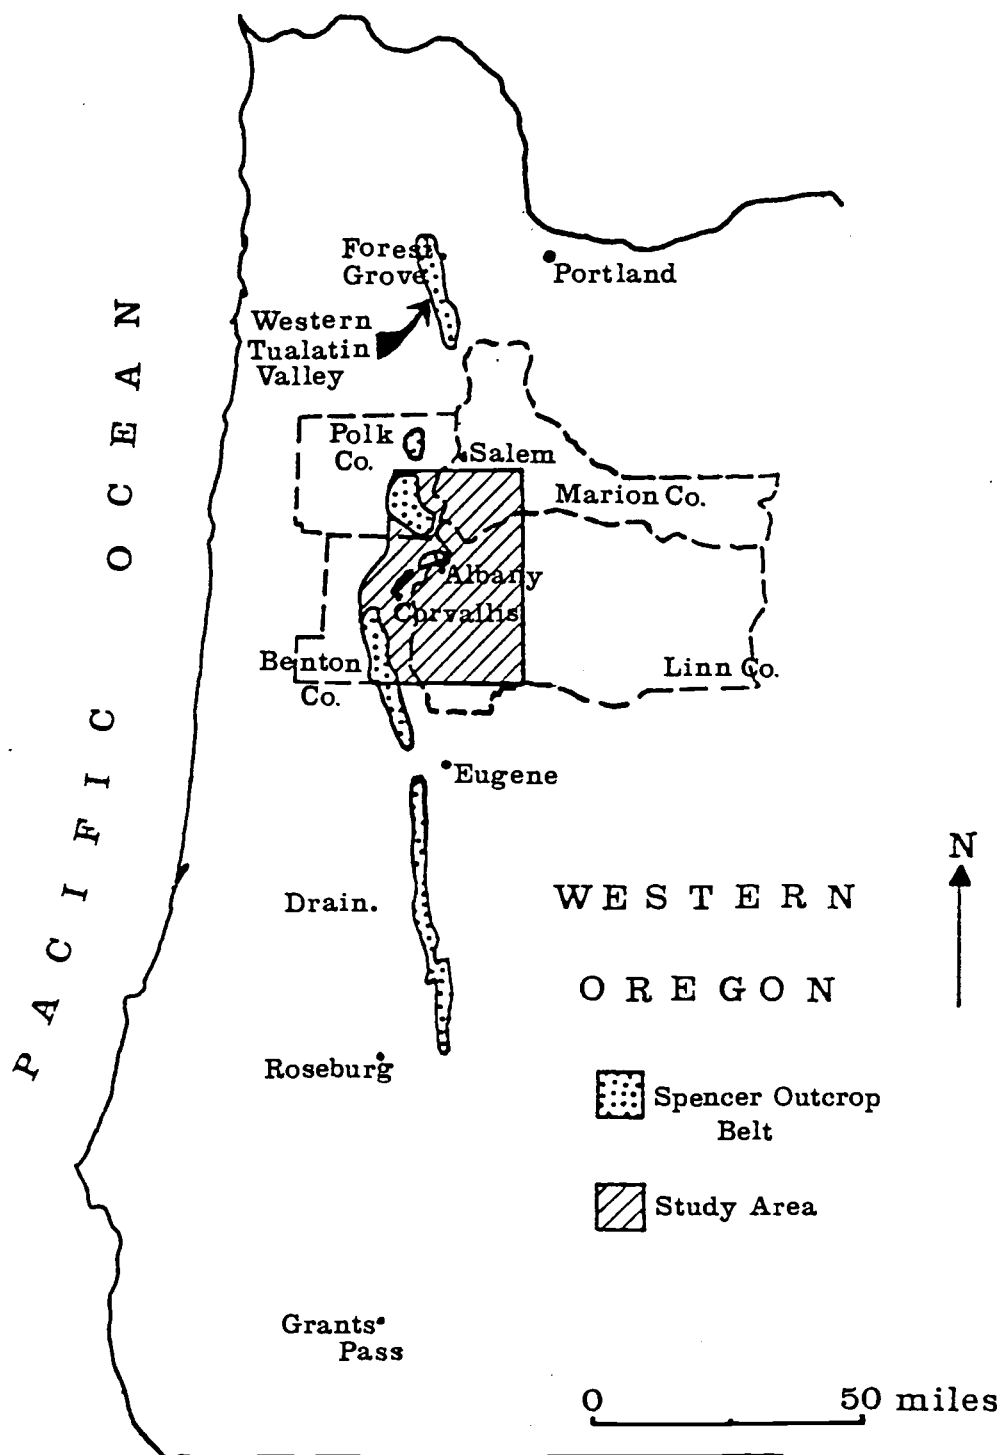 Forest
Grove
Portland
Western
Tualatin
Valley
Polk
Co.
Salem
Marion Co.
Albany
Corvallis
Benton
Co.
Linn Co.
Eugene
Drain.
Roseburg
Grants
Pass
PACIFIC OCEAN
WESTERN
OREGON
N
Spencer Outcrop
Belt
Study Area
0 50 miles